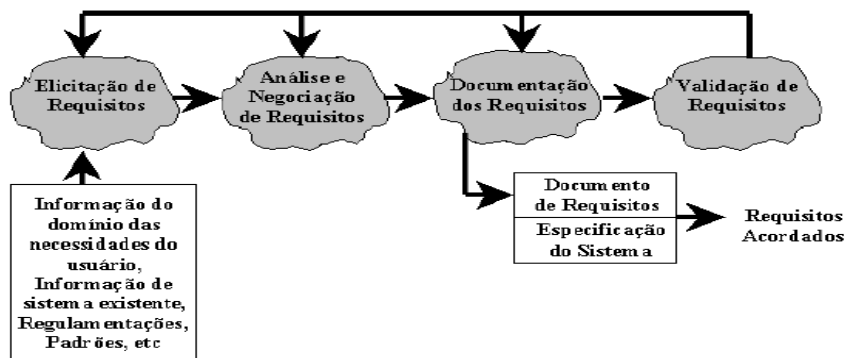 Elicitação de
Requisitos
Análise e
Negociação
de Requisitos
Documentação
dos Requisitos
Validação de
Requisitos
Informação do
domínio das
necessidades do
usuário,
Informação de
sistema existente,
Regulamentações,
Padrões, etc
Documento
de Requisitos
Especificação
do Sistema
Requisitos
Acordados